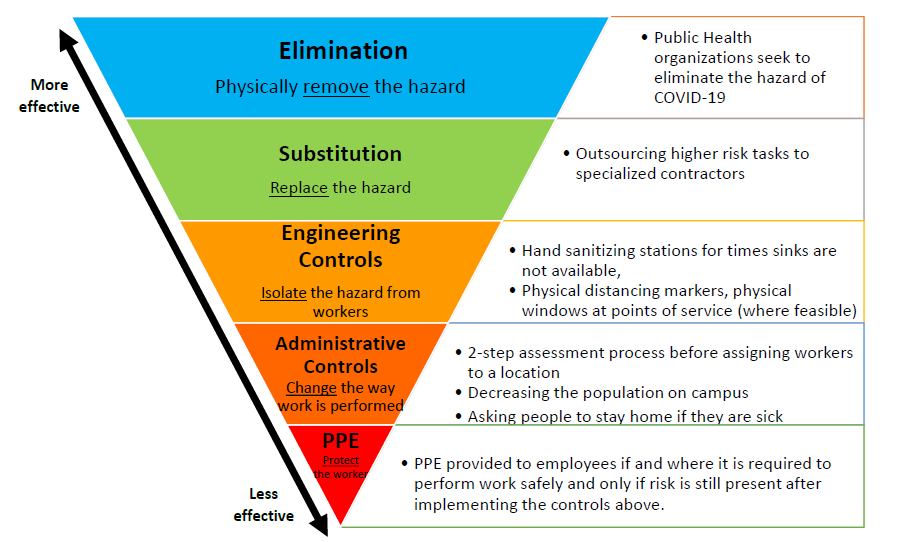 More
effective
Elimination
Physically remove the hazard
• Public Health
organizations seek to
eliminate the hazard of
COVID-19
Substitution
Replace the hazard
• Outsourcing higher risk tasks to
specialized contractors
Engineering
Controls
Isolate the hazard from
workers
• Hand sanitizing stations for times sinks are
not available,
• Physical distancing markers, physical
windows at points of service (where feasible)
Administrative
Controls
Change the way
work is performed
• 2-step assessment process before assigning workers
to a location
• Decreasing the population on campus
• Asking people to stay home if they are sick
PPE
Protect
the worker
• PPE provided to employees if and where it is required to
perform work safely and only if risk is still present after
implementing the controls above.
Less
effective